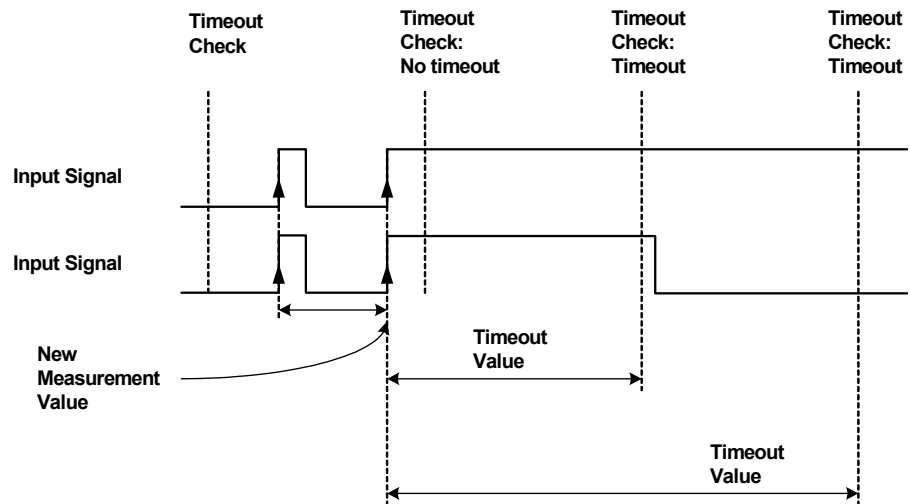 Timeout
Check
Timeout
Check:
No timeout
Timeout
Check:
Timeout
Timeout
Check:
Timeout
Input Signal
Input Signal
New
Measurement
Value
Timeout
Value
Timeout
Value